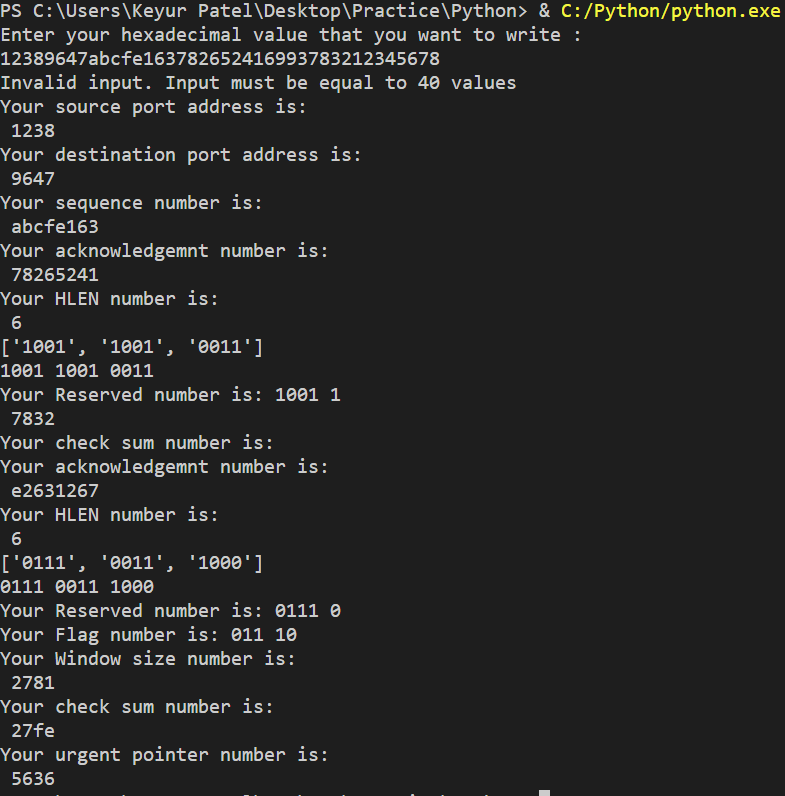 PS C:\Users\Keyur Patel\Desktop\Practice\Python> & C:/Python/python.exe
Enter your hexadecimal value that you want to write :
12389647abcfe1637826524169937832​12345678
Invalid input. Input must be equal to 40 values
Your source port address is:
1238
Your destination port address is:
9647
Your sequence number is:
abcfe163
Your acknowledgemnt number is:
78265241
Your HLEN number is:
6
['1001', '1001', '0011']
1001 1001 0011
Your Reserved number is: 1001 1
7832
Your check sum number is:
Your acknowledgemnt number is:
e2631267
Your HLEN number is:
6
['0111', '0011', '1000']
0111 0011 1000
Your Reserved number is: 0111 0
Your Flag number is: 011 10
Your Window size number is:
2781
Your check sum number is:
27fe
Your urgent pointer number is:
5636